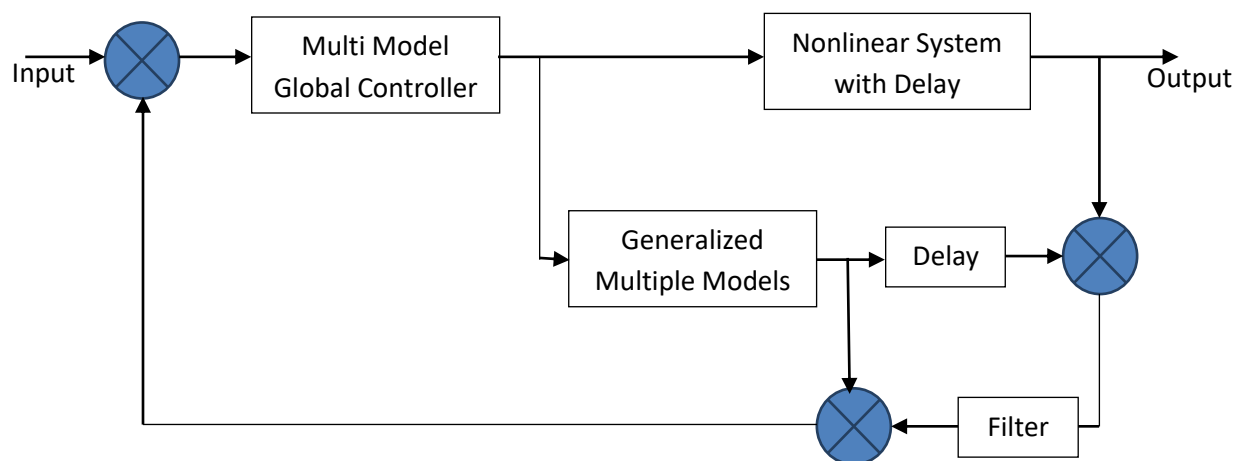 Input
Multi Model
Global Controller
Nonlinear System
with Delay
Output
Generalized
Multiple Models
Delay
Filter